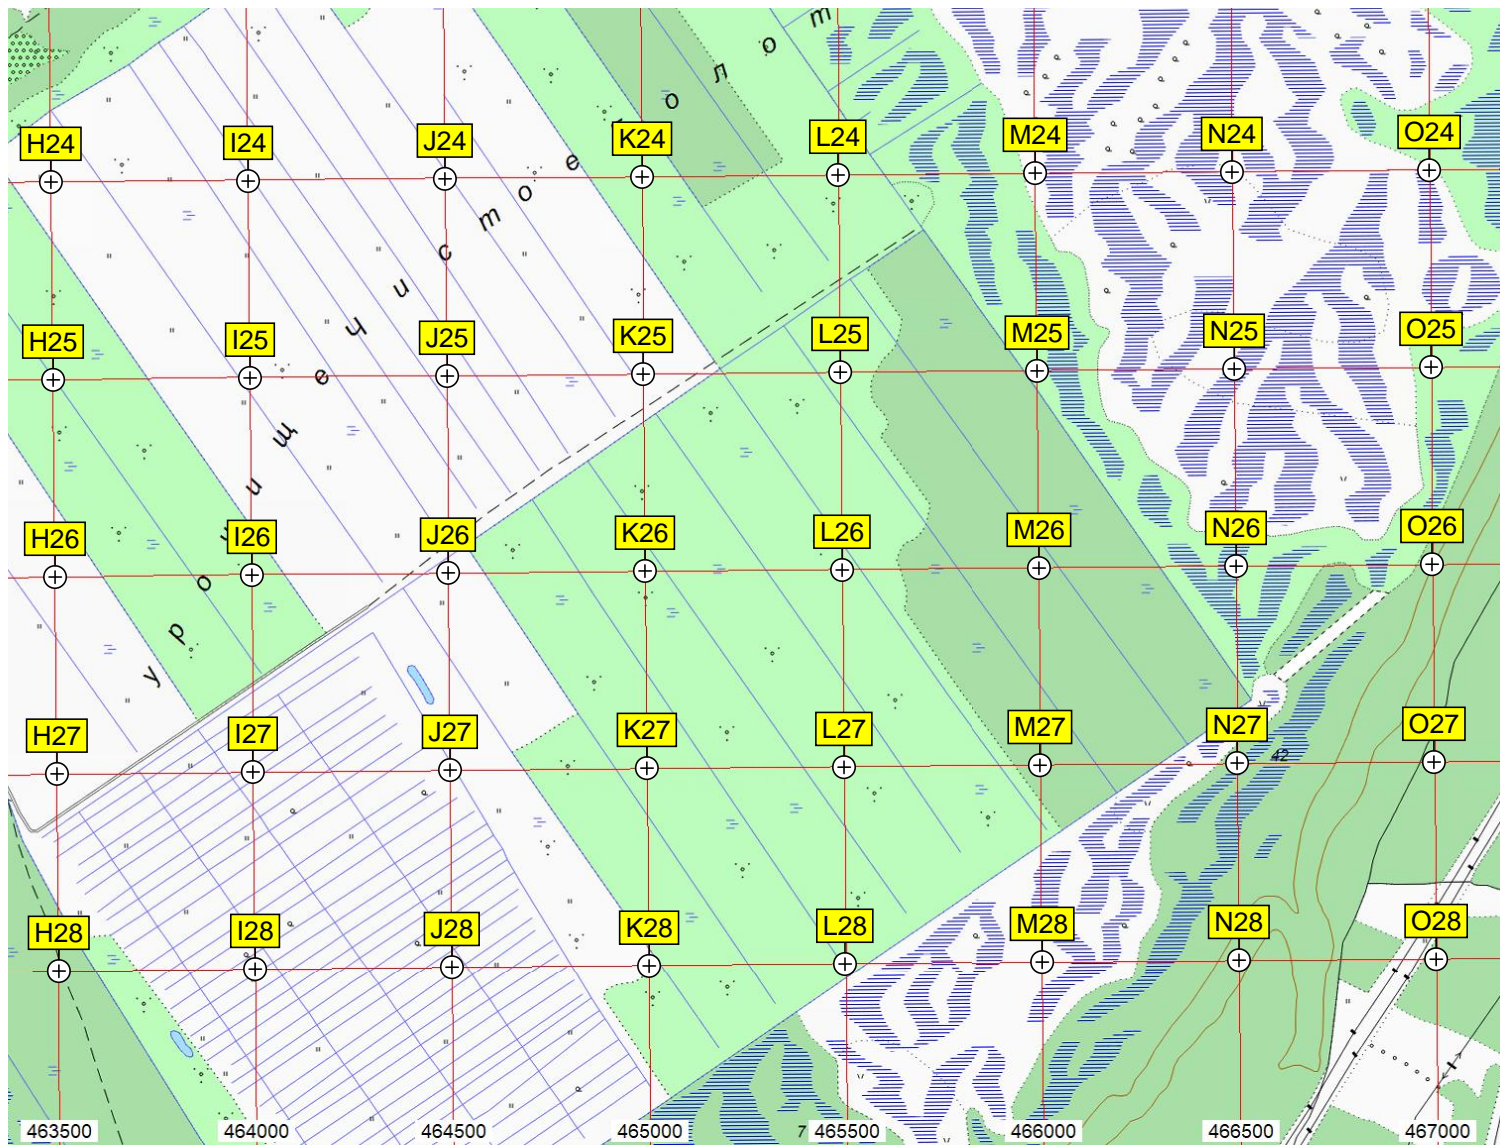 H24 I24 J24 K24 L24 M24 N24 O24
H25 I25 J25 K25 L25 M25 N25 O25
H26 I26 J26 K26 L26 M26 N26 O26
H27 I27 J27 K27 L27 M27 N27 O27
42
H28 I28 J28 K28 L28 M28 N28 O28
463500 464000 464500 465000 7 465500 466000 466500 467000
урочище Чистое